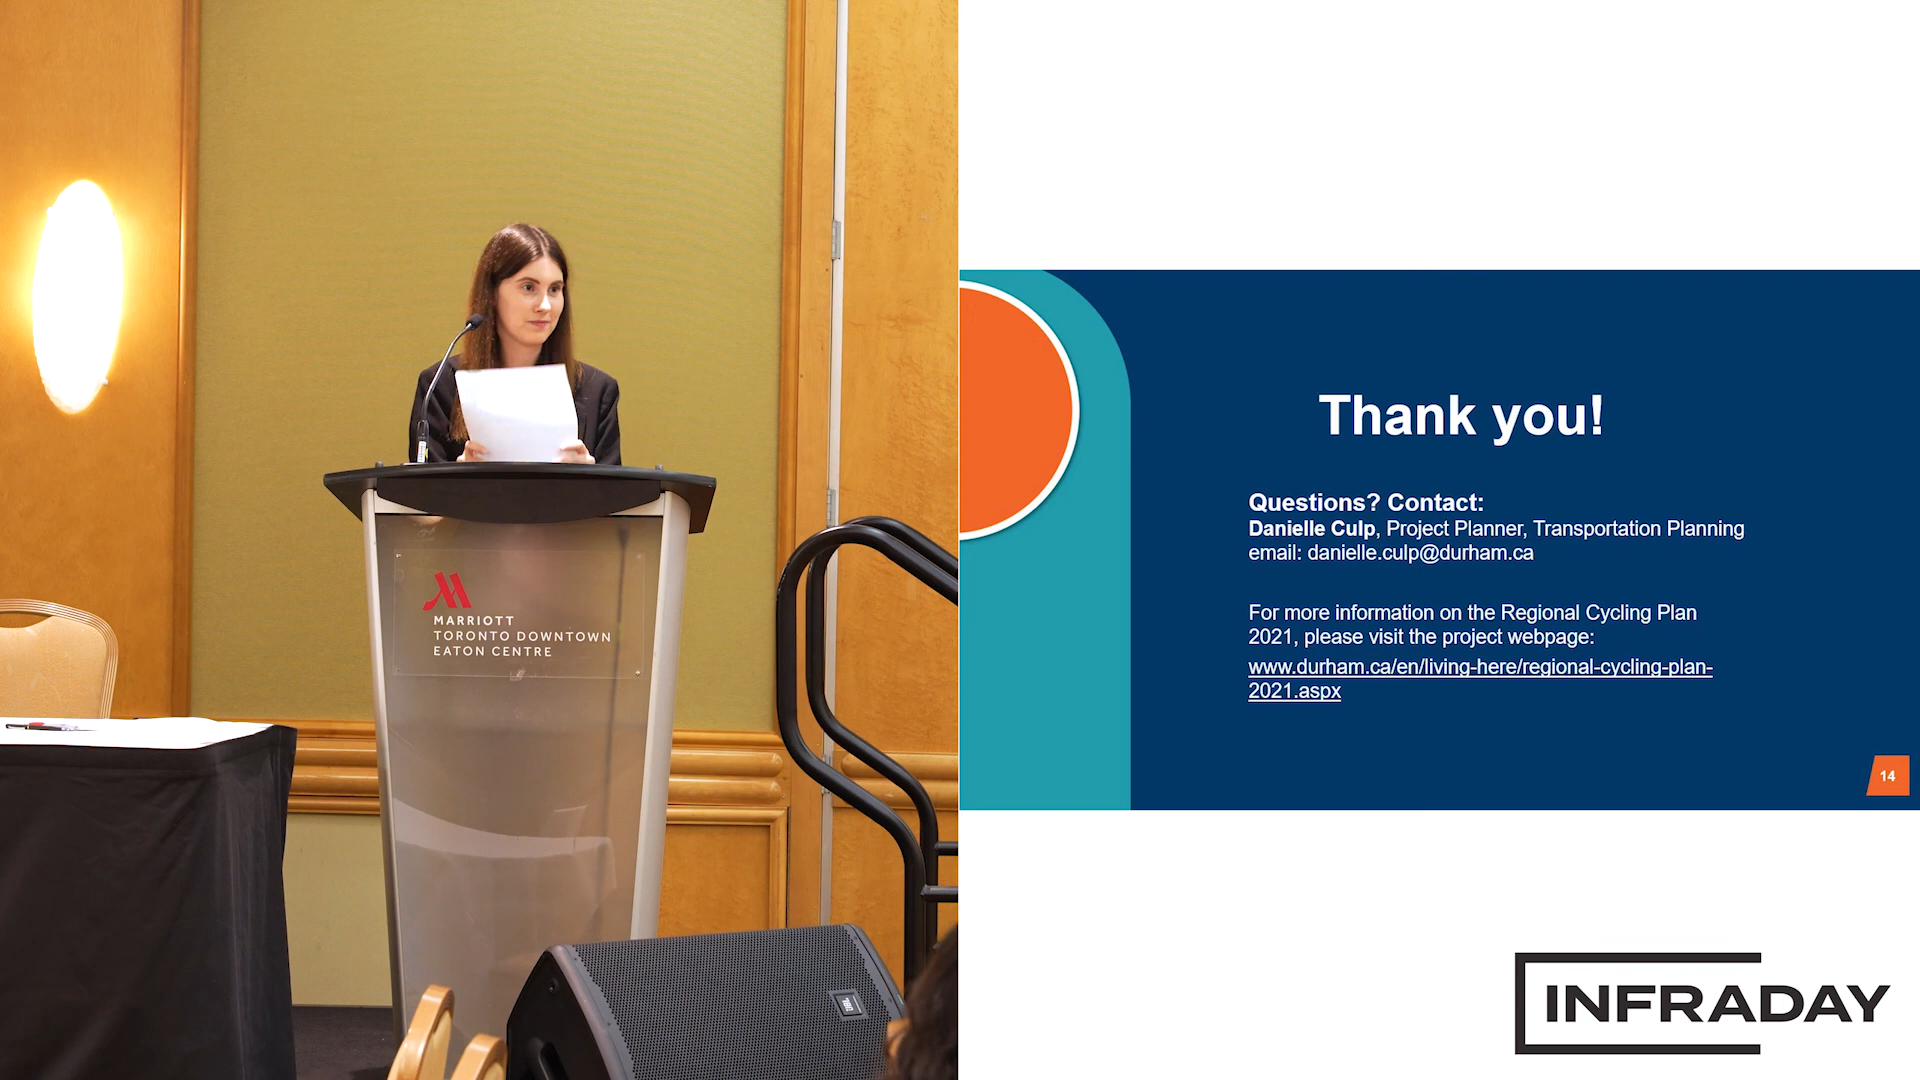 MARRIOTT
TORONTO DOWNTOWN
EATON CENTRE
JBL
Thank you!
Questions? Contact:
Danielle Culp, Project Planner, Transportation Planning
email: danielle.culp@durham.ca
For more information on the Regional Cycling Plan
2021, please visit the project webpage:
www.durham.ca/en/living-here/regional-cycling-plan-
2021.aspx
14
INFRADAY